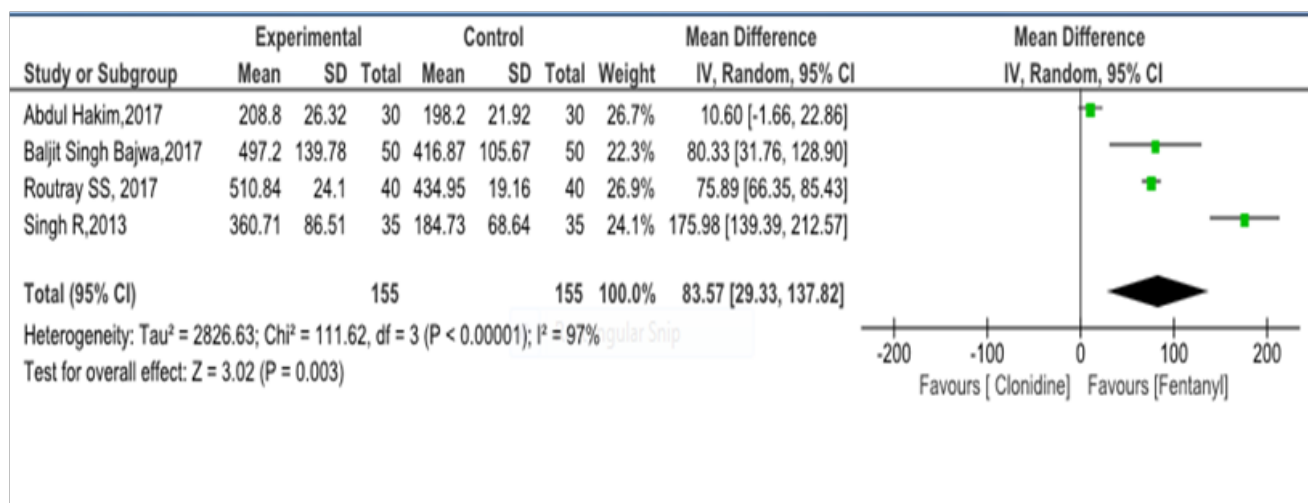 Experimental Control Mean Difference Mean Difference
Study or Subgroup Mean SD Total Mean SD Total Weight IV, Random, 95% CI IV, Random, 95% CI
Abdul Hakim,2017 208.8 26.32 30 198.2 21.92 30 26.7% 10.60 [-1.66, 22.86]
Baljit Singh Bajwa,2017 497.2 139.78 50 416.87 105.67 50 22.3% 80.33 [31.76, 128.90]
Routray SS, 2017 510.84 24.1 40 434.95 19.16 40 26.9% 75.89 [66.35, 85.43]
Singh R,2013 360.71 86.51 35 184.73 68.64 35 24.1% 175.98 [139.39, 212.57]
Total (95% CI) 155 155 100.0% 83.57 [29.33, 137.82]
Heterogeneity: Tau² = 2826.63; Chi² = 111.62, df = 3 (P < 0.00001); I² = 97%
Test for overall effect: Z = 3.02 (P = 0.003)
-200 -100 0 100 200
Favours [ Clonidine] Favours [Fentanyl]